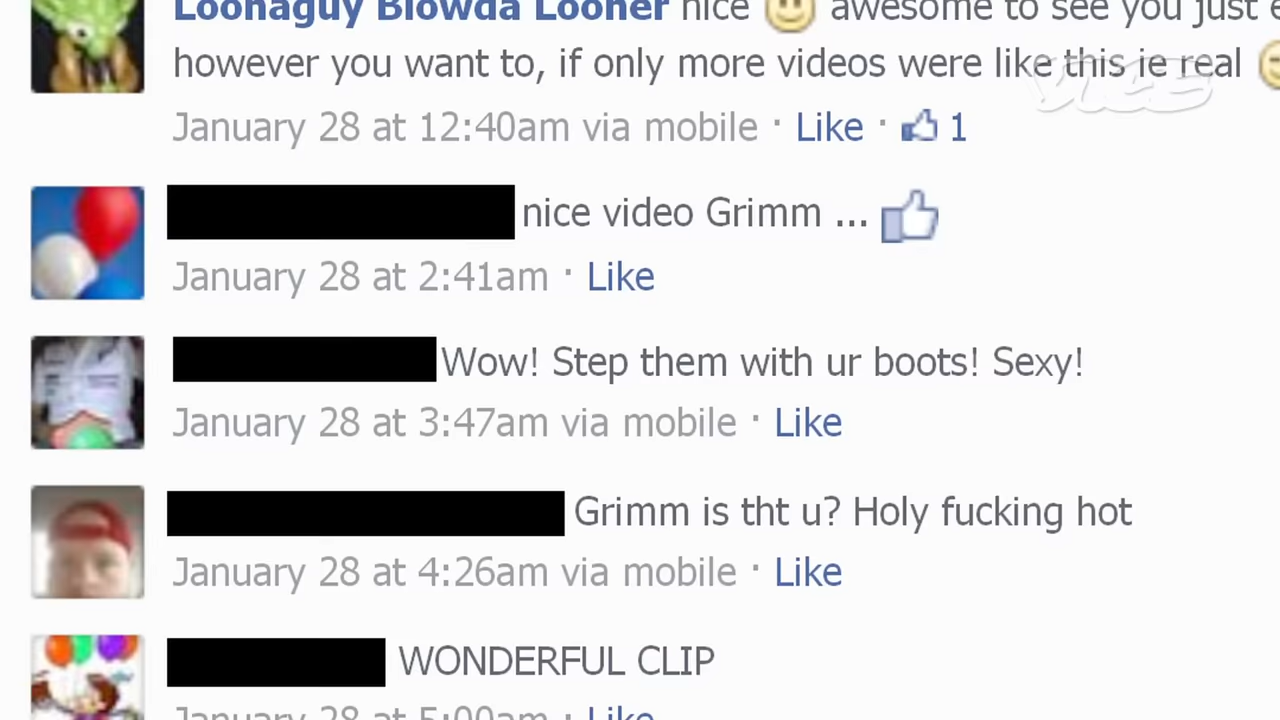 Loonaguy Blowda Looner nice awesome to see you just
however you want to, if only more videos were like this ie real
VICE
January 28 at 12:40am via mobile · Like · 1
nice video Grimm ...
January 28 at 2:41am · Like
Wow! Step them with ur boots! Sexy!
January 28 at 3:47am via mobile · Like
Grimm is tht u? Holy fucking hot
January 28 at 4:26am via mobile · Like
WONDERFUL CLIP
January 28 at 5:00am · Like